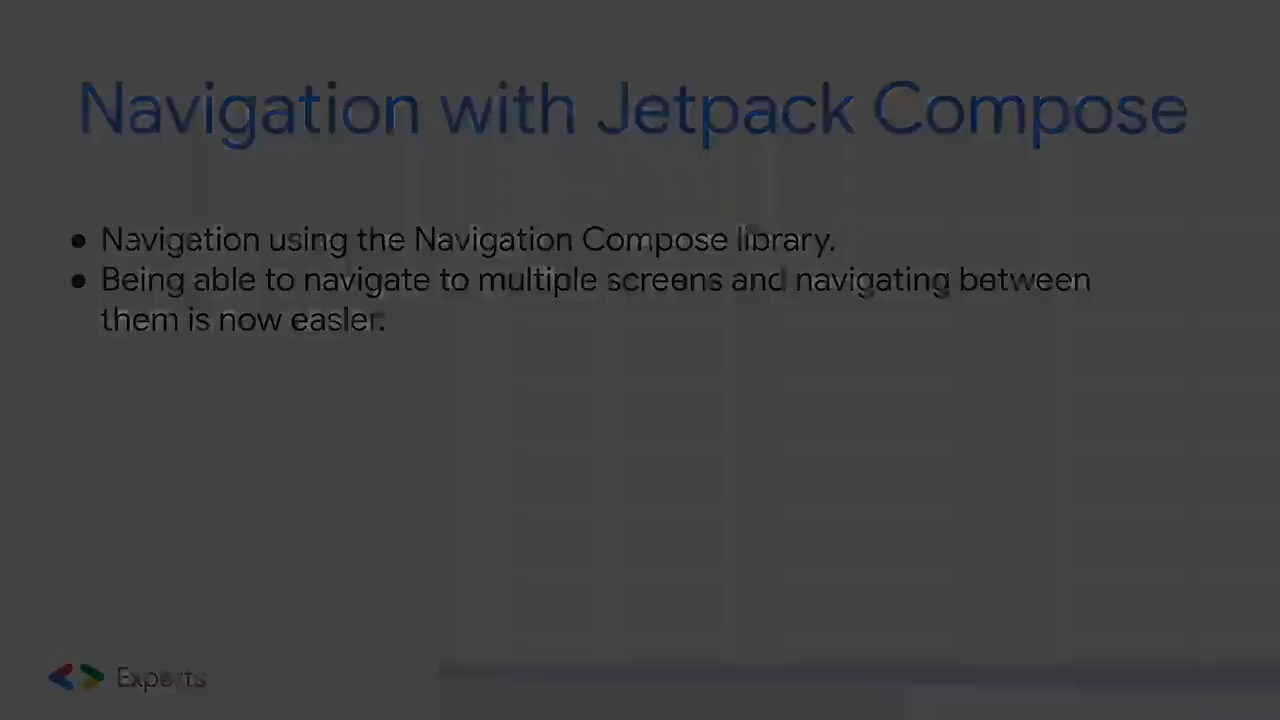 Navigation with Jetpack Compose
● Navigation using the Navigation Compose library.
● Being able to navigate to multiple screens and navigating between
them is now easier.
Experts